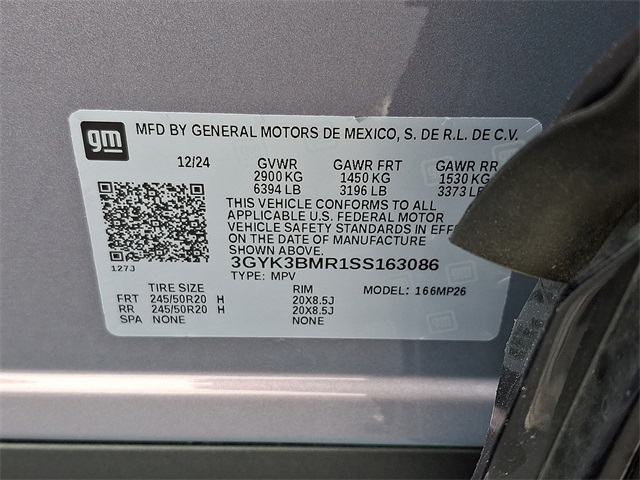 gm
MFD BY GENERAL MOTORS DE MEXICO, S. DE R.L. DE C.V.
12/24 GVWR GAWR FRT GAWR RR
2900 KG 1450 KG 1530 KG
6394 LB 3196 LB 3373 LB
THIS VEHICLE CONFORMS TO ALL
APPLICABLE U.S. FEDERAL MOTOR
VEHICLE SAFETY STANDARDS IN
ON THE DATE OF MANUFACTURE
SHOWN ABOVE.
3GYK3BMR1SS163086
127J
TYPE: MPV
TIRE SIZE RIM MODEL: 166MP26
FRT 245/50R20 H 20X8.5J
RR 245/50R20 H 20X8.5J
SPA NONE NONE